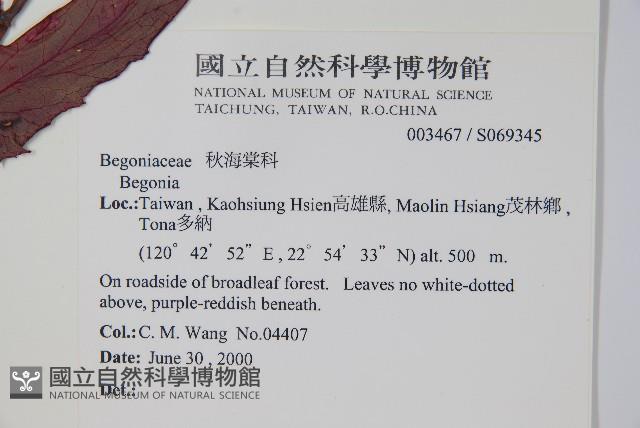 國立自然科學博物館
NATIONAL MUSEUM OF NATURAL SCIENCE
TAICHUNG, TAIWAN, R.O.CHINA
003467 / S069345
Begoniaceae 秋海棠科
Begonia
Loc.:Taiwan , Kaohsiung Hsien高雄縣, Maolin Hsiang茂林鄉 ,
Tona多納
(120° 42' 52" E , 22° 54' 33" N) alt. 500 m.
On roadside of broadleaf forest. Leaves no white-dotted
above, purple-reddish beneath.
Col.:C. M. Wang No.04407
Date: June 30 , 2000
Det.:
國立自然科學博物館
NATIONAL MUSEUM OF NATURAL SCIENCE